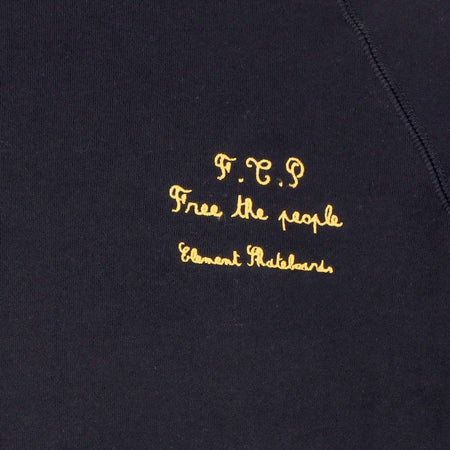 F.T.P
Free the people
Element Skateboards